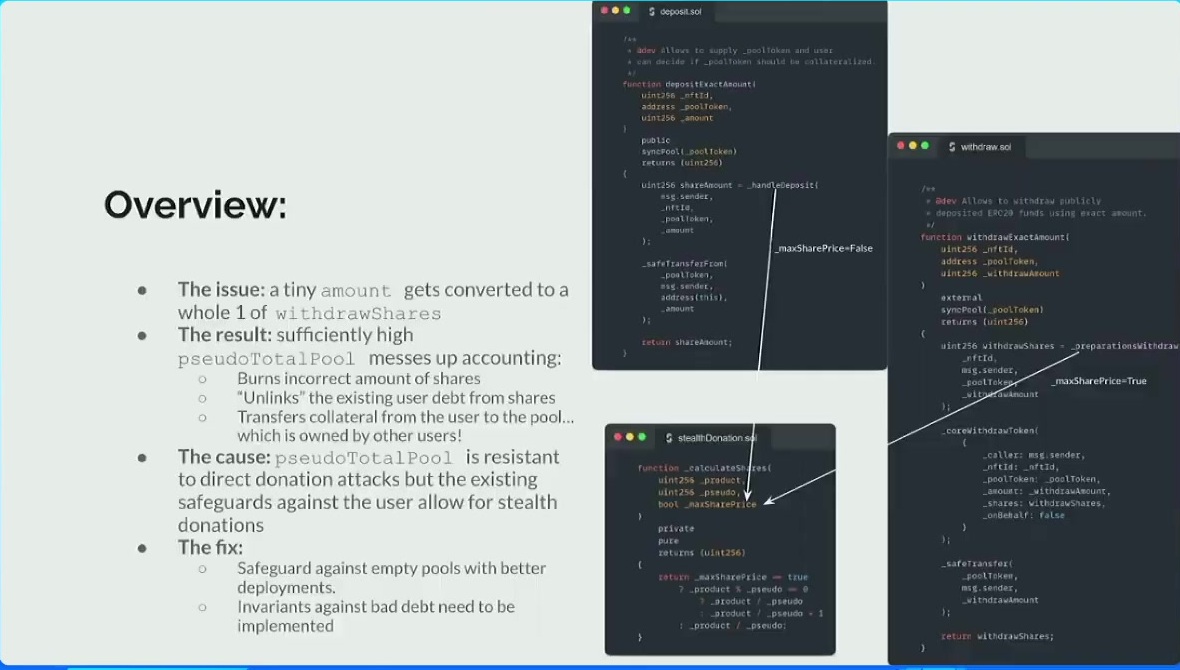 Overview:
● The issue: a tiny amount gets converted to a
whole 1 of withdrawShares
● The result: sufficiently high
pseudoTotalPool messes up accounting:
○ Burns incorrect amount of shares
○ “Unlinks” the existing user debt from shares
○ Transfers collateral from the user to the pool...
which is owned by other users!
● The cause: pseudoTotalPool is resistant
to direct donation attacks but the existing
safeguards against the user allow for stealth
donations
● The fix:
○ Safeguard against empty pools with better
deployments.
○ Invariants against bad debt need to be
implemented
deposit.sol
/**
* @dev Allows to supply _poolToken and user
* can decide if _poolToken should be collateralized.
*/
function depositExactAmount(
uint256 _nftId,
address _poolToken,
uint256 _amount
)
public
syncPool(_poolToken)
returns (uint256)
{
uint256 shareAmount = _handleDeposit(
msg.sender,
_nftId,
_poolToken,
_amount
);
_safeTransferFrom(
_poolToken,
msg.sender,
address(this),
_amount
);
return shareAmount;
}
_maxSharePrice=False
stealthDonation.sol
function _calculateShares(
uint256 _product,
uint256 _pseudo,
bool _maxSharePrice
)
private
pure
returns (uint256)
{
return _maxSharePrice == true
? _product % _pseudo == 0
? _product / _pseudo
: _product / _pseudo + 1
: _product / _pseudo;
}
withdraw.sol
/**
* @dev Allows to withdraw publicly
* deposited ERC20 funds using exact amount.
*/
function withdrawExactAmount(
uint256 _nftId,
address _poolToken,
uint256 _withdrawAmount
)
external
syncPool(_poolToken)
returns (uint256)
{
uint256 withdrawShares = _preparationsWithdraw
_nftId,
msg.sender,
_poolToken,
_withdrawAmount
);
_maxSharePrice=True
_coreWithdrawToken(
{
_caller: msg.sender,
_nftId: _nftId,
_poolToken: _poolToken,
_amount: _withdrawAmount,
_shares: withdrawShares,
_onBehalf: false
}
);
_safeTransfer(
_poolToken,
msg.sender,
_withdrawAmount
);
return withdrawShares;
}